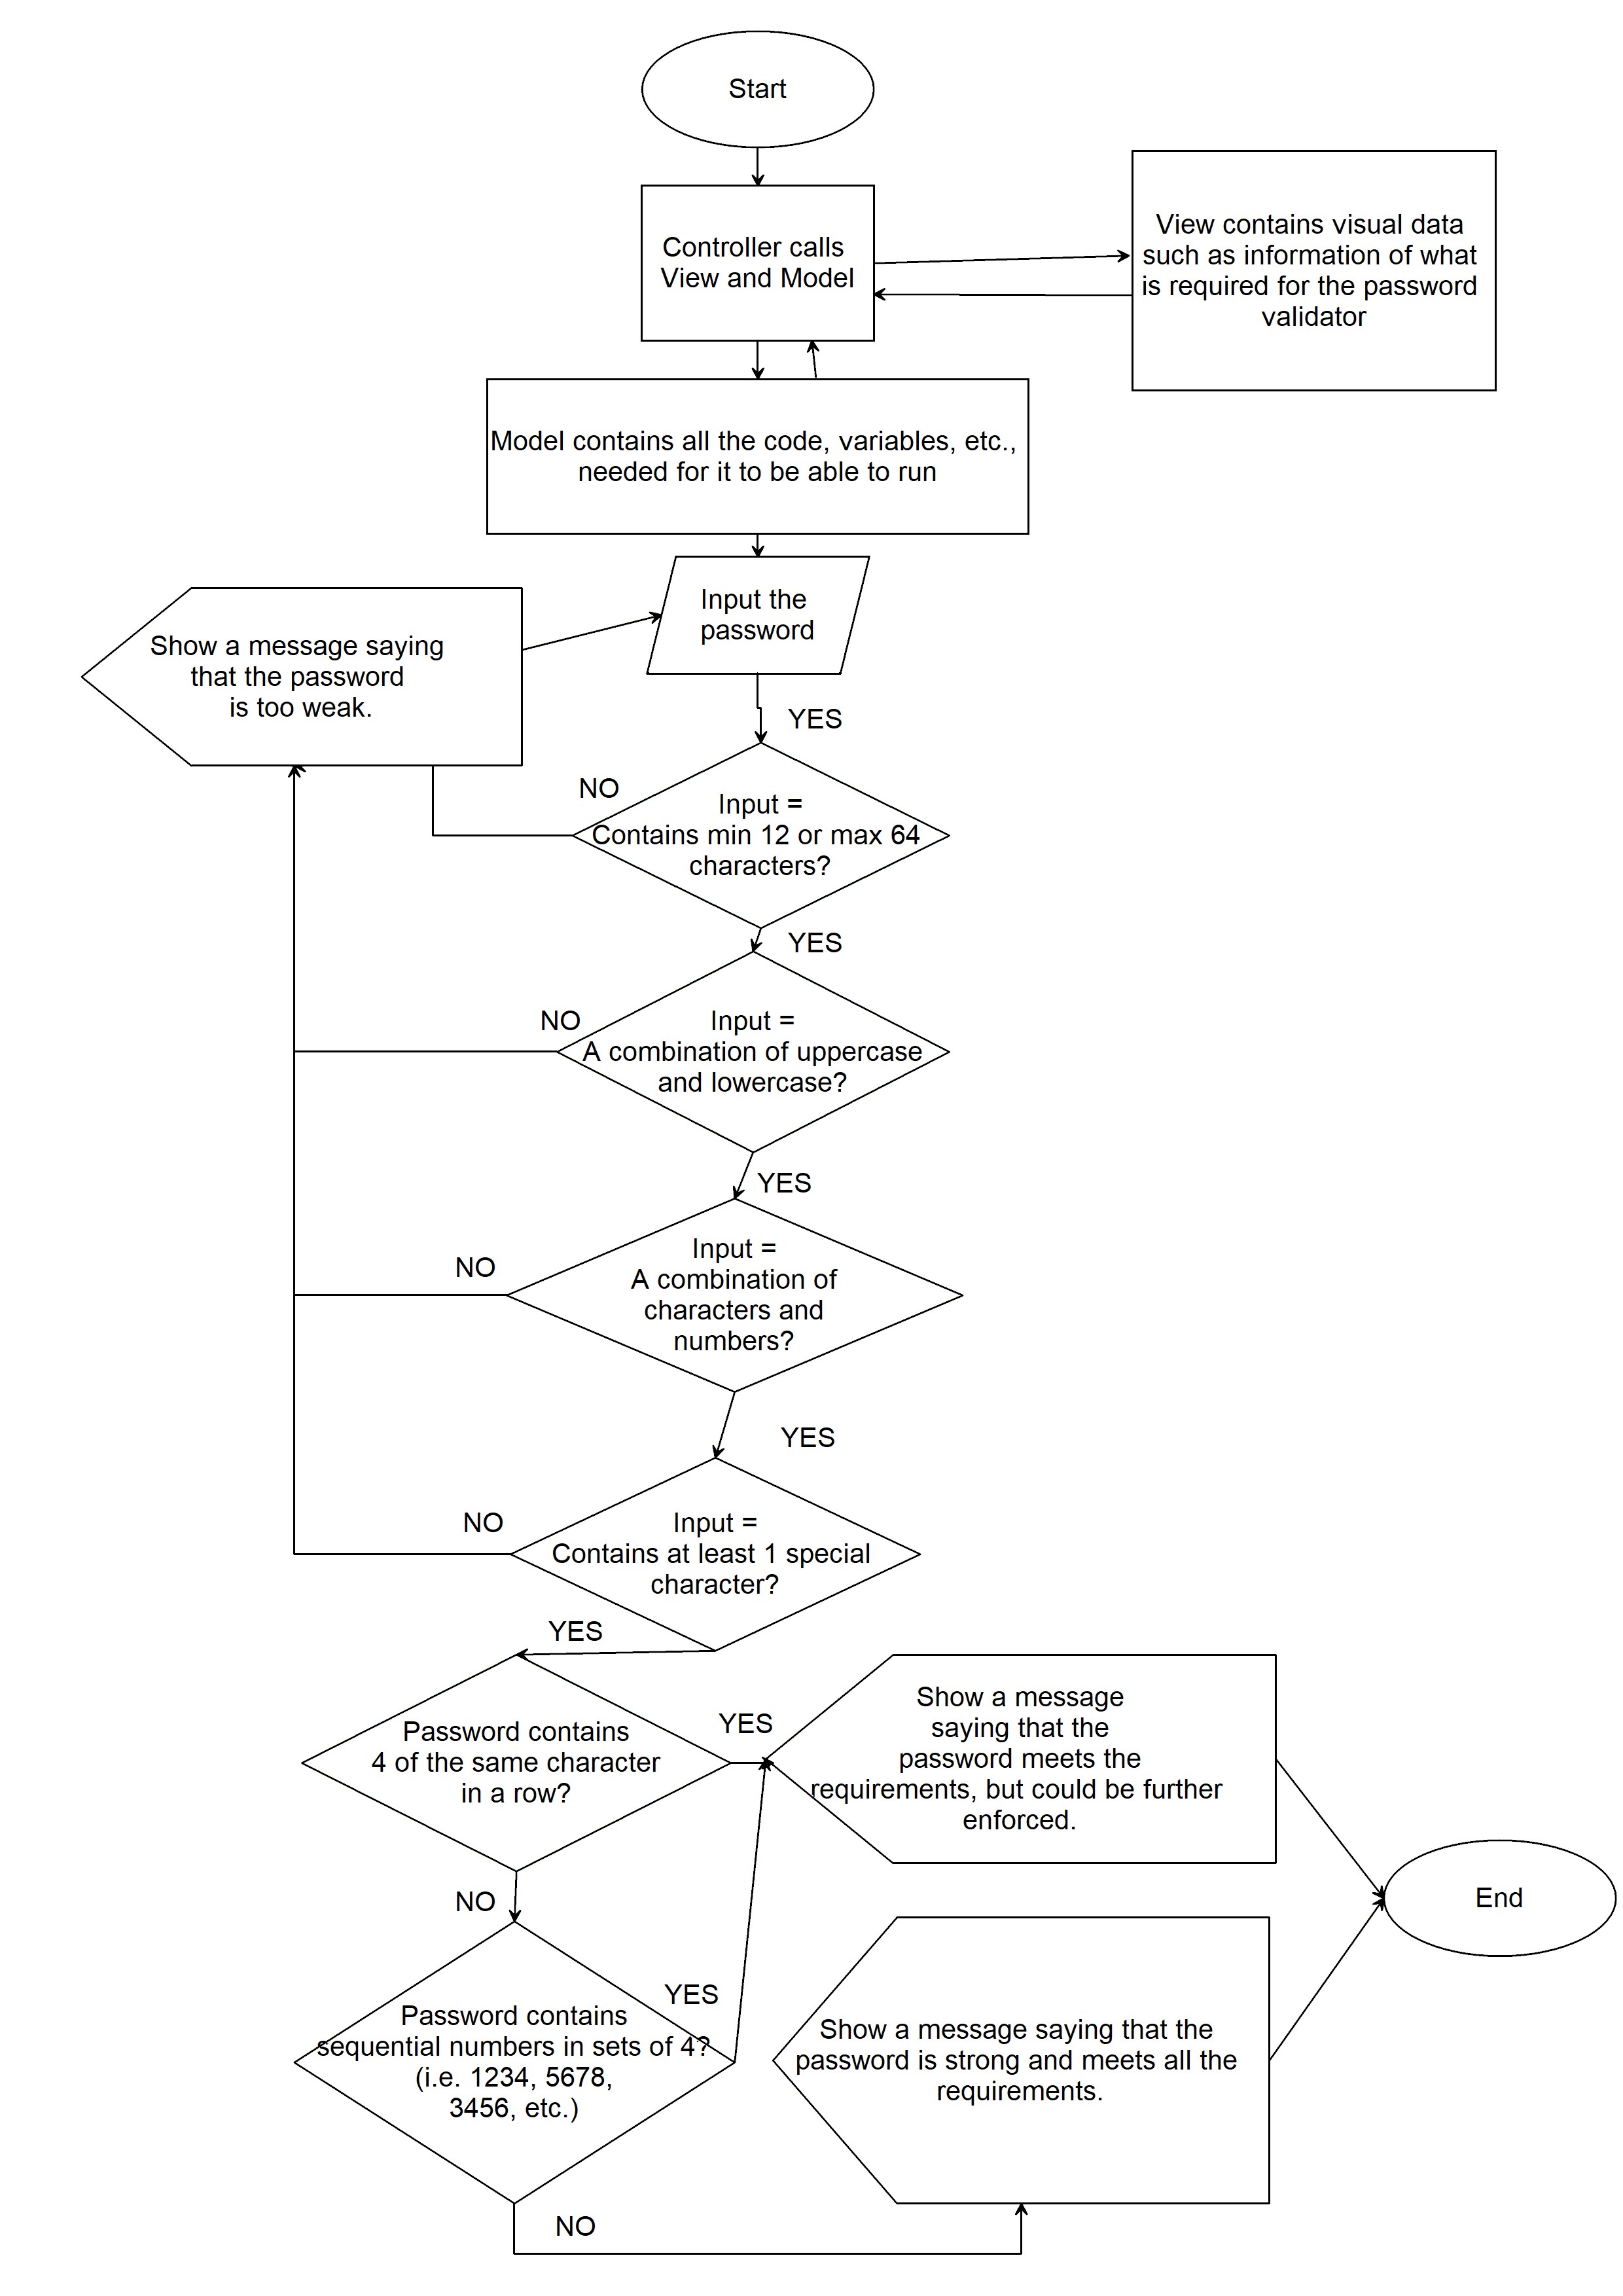 Start
Controller calls
View and Model
View contains visual data
such as information of what
is required for the password
validator
Model contains all the code, variables, etc.,
needed for it to be able to run
Input the
password
Show a message saying
that the password
is too weak.
YES
NO
Input =
Contains min 12 or max 64
characters?
YES
NO
Input =
A combination of uppercase
and lowercase?
YES
NO
Input =
A combination of
characters and
numbers?
YES
NO
Input =
Contains at least 1 special
character?
YES
Password contains
4 of the same character
in a row?
YES
Show a message
saying that the
password meets the
requirements, but could be further
enforced.
NO
End
Password contains
sequential numbers in sets of 4?
(i.e. 1234, 5678,
3456, etc.)
YES
Show a message saying that the
password is strong and meets all the
requirements.
NO